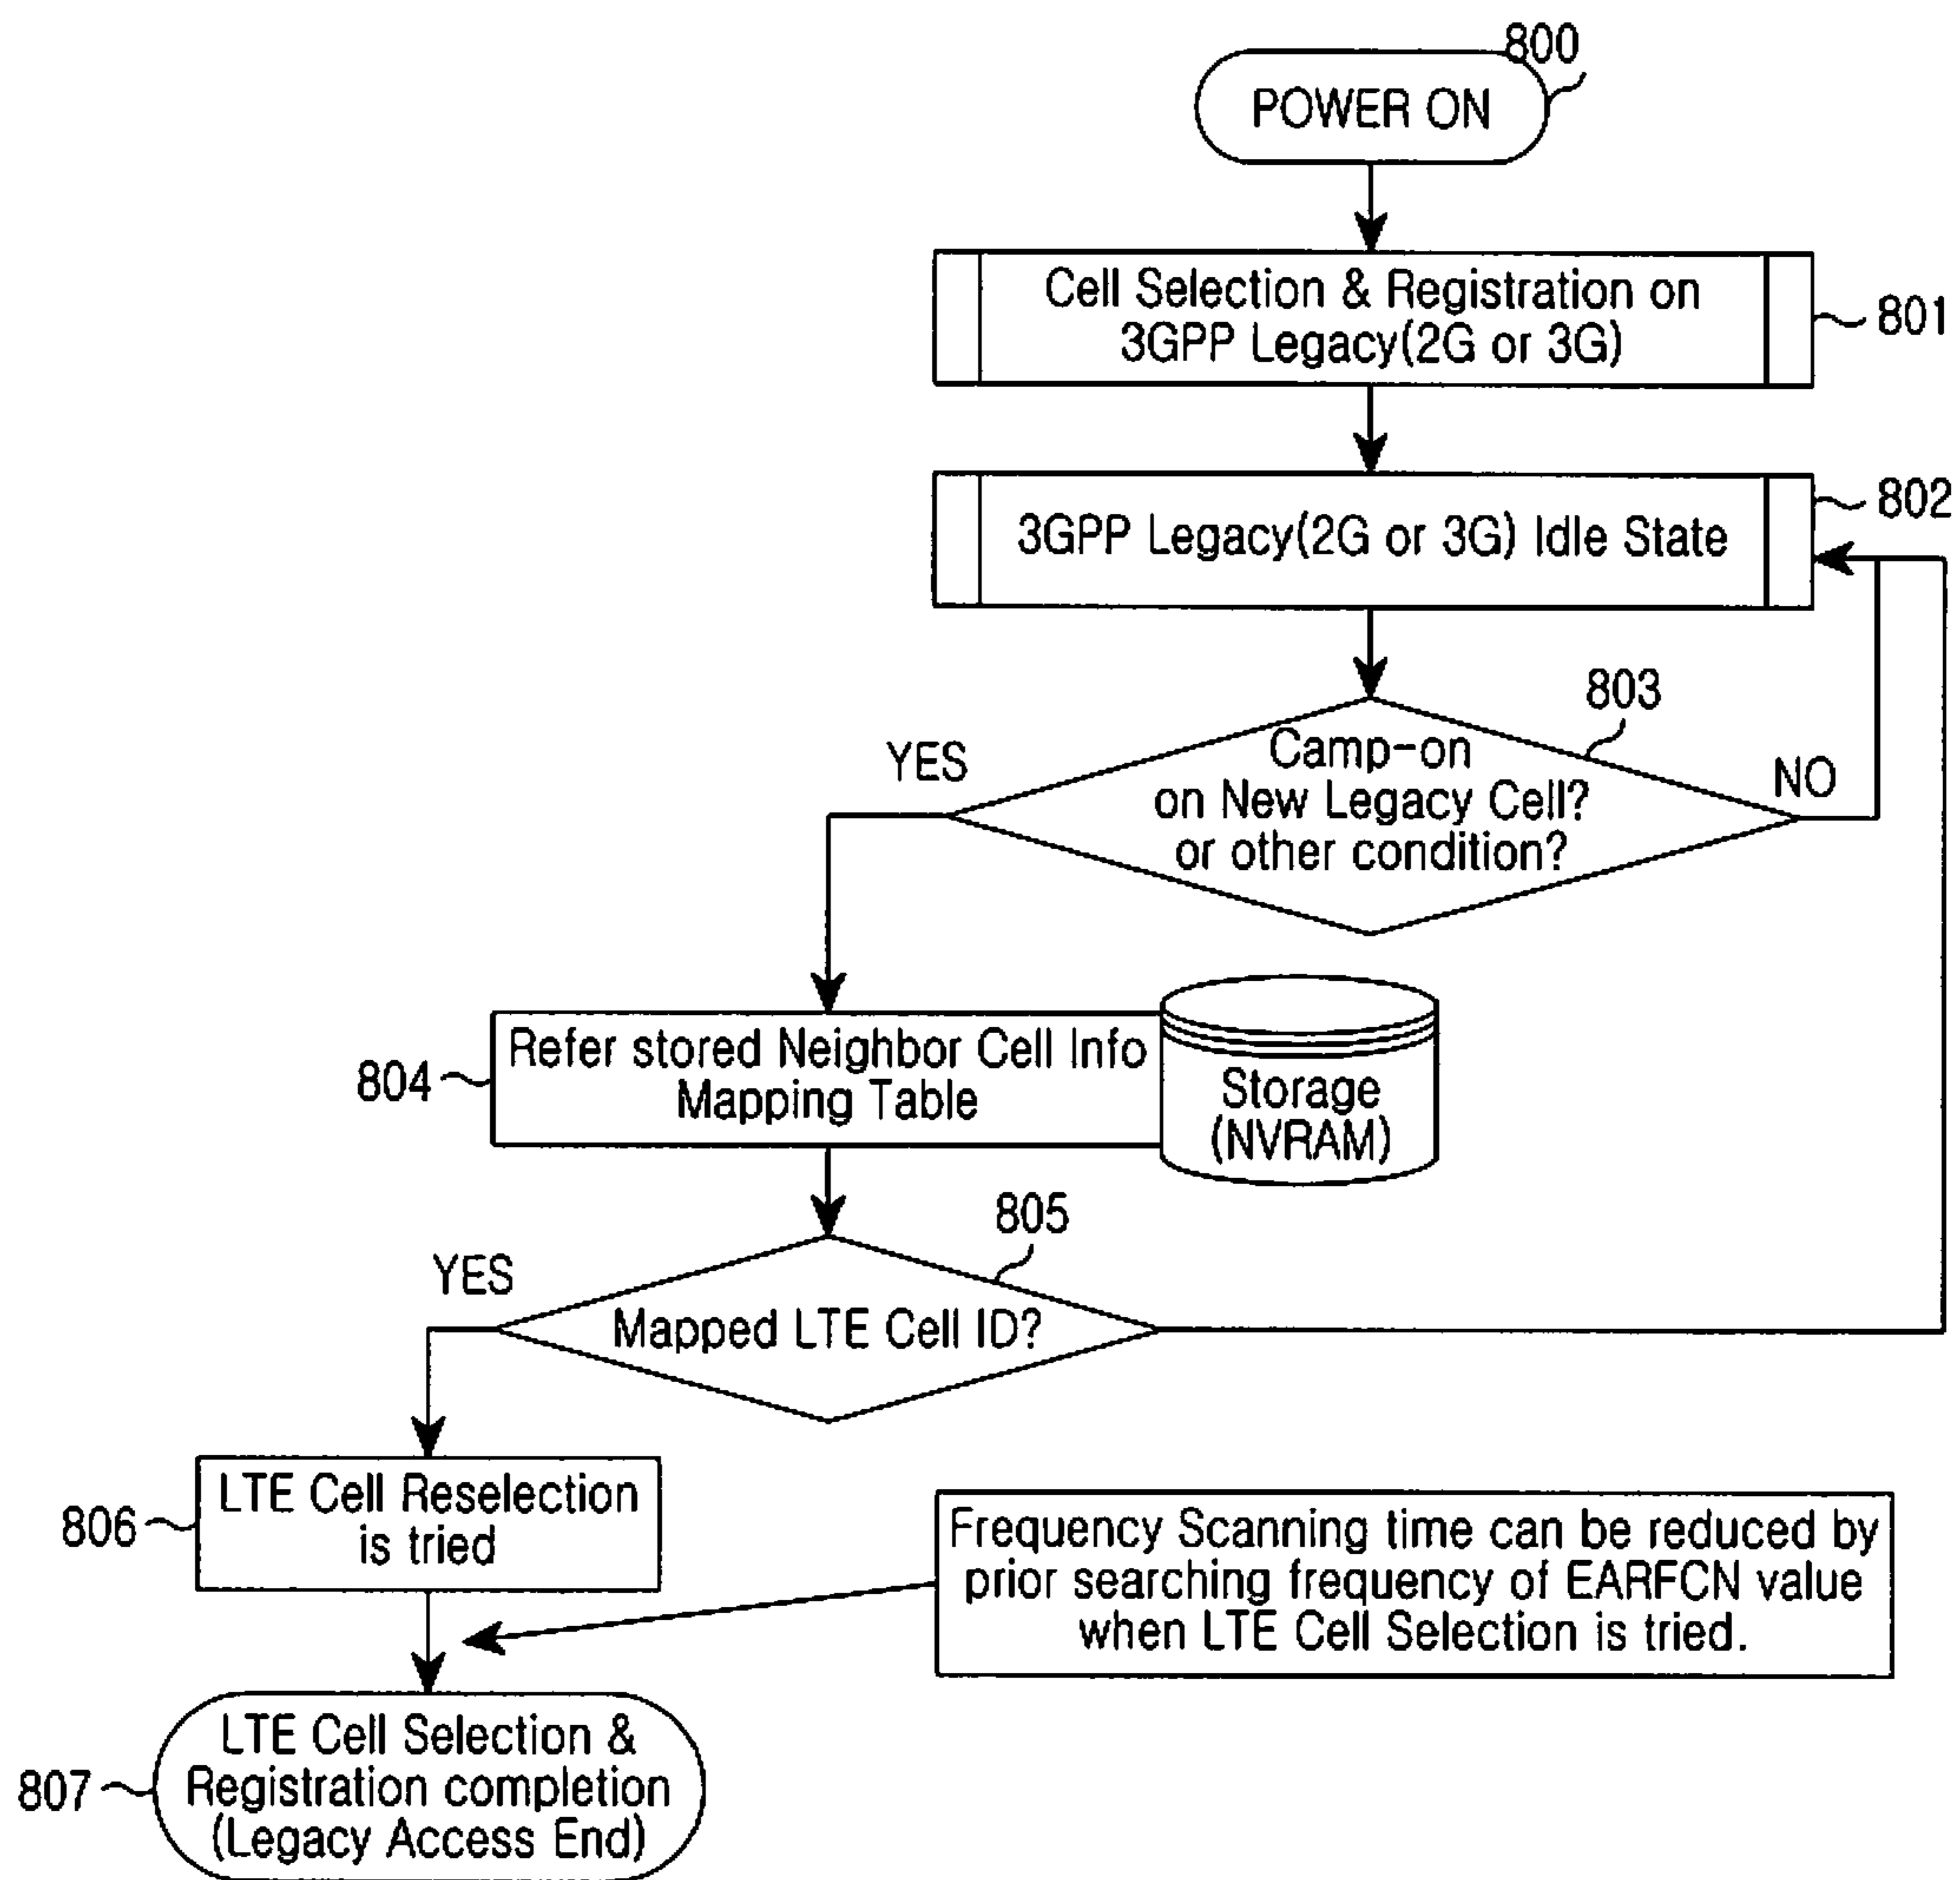 800
POWER ON
Cell Selection & Registration on
3GPP Legacy(2G or 3G)
801
3GPP Legacy(2G or 3G) Idle State
802
803
YES
Camp-on
on New Legacy Cell?
or other condition?
NO
804
Refer stored Neighbor Cell Info
Mapping Table
Storage
(NVRAM)
805
YES
Mapped LTE Cell ID?
806
LTE Cell Reselection
is tried
Frequency Scanning time can be reduced by
prior searching frequency of EARFCN value
when LTE Cell Selection is tried.
807
LTE Cell Selection &
Registration completion
(Legacy Access End)